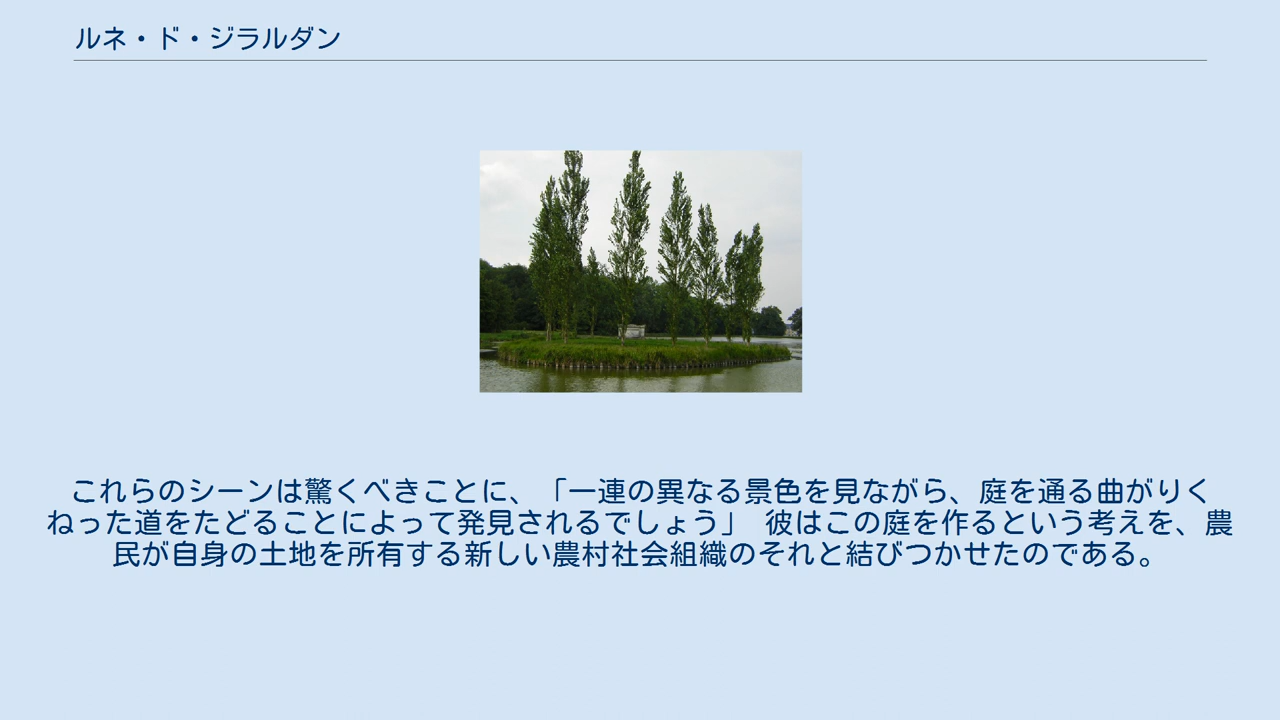 ルネ・ド・ジラルダン
これらのシーンは驚くべきことに、「一連の異なる景色を見ながら、庭を通る曲がりく
ねった道をたどることによって発見されるでしょう」 彼はこの庭を作るという考えを、農
民が自身の土地を所有する新しい農村社会組織のそれと結びつかせたのである。